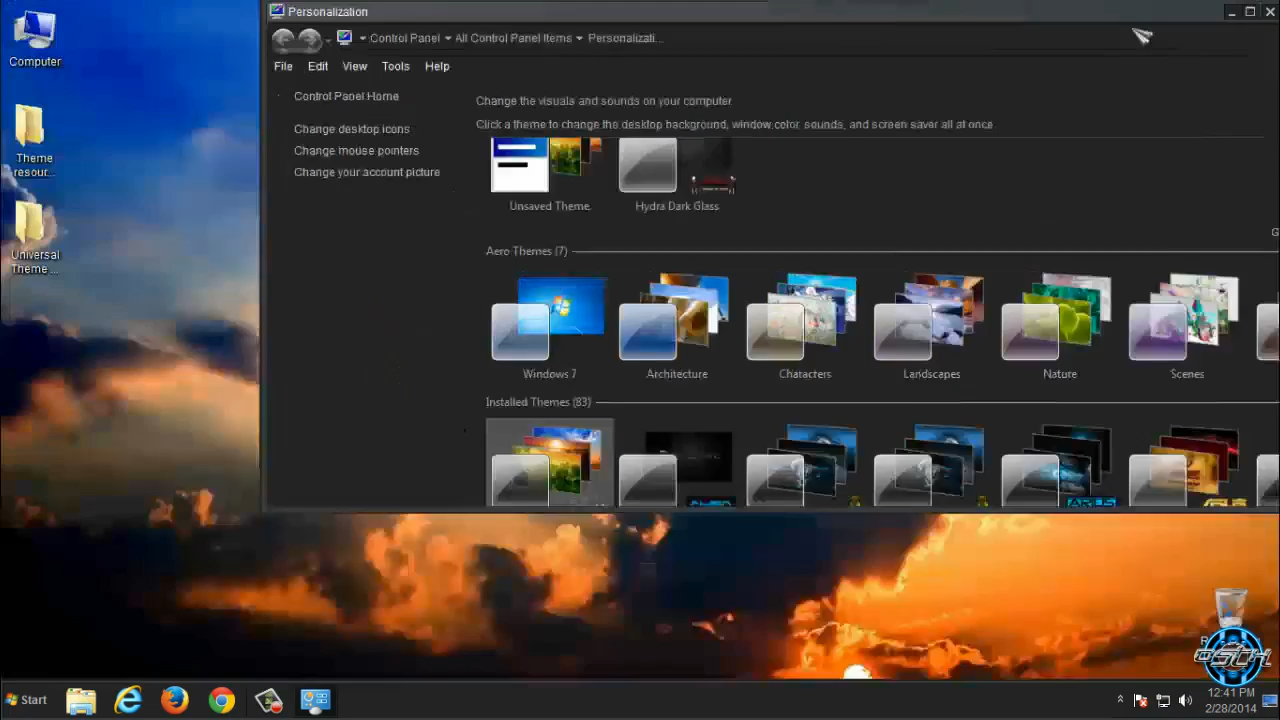 Personalization
Control Panel
All Control Panel Items
Personalizati...
File
Edit
View
Tools
Help
Control Panel Home
Change desktop icons
Change mouse pointers
Change your account picture
Change the visuals and sounds on your computer
Click a theme to change the desktop background, window color, sounds, and screen saver all at once
Unsaved Theme
Hydra Dark Glass
Aero Themes (7)
Windows 7
Architecture
Characters
Landscapes
Nature
Scenes
Installed Themes (83)
Computer
Theme
resour...
Universal
Theme ...
OSCH
Start
12:41 PM
2/28/2014